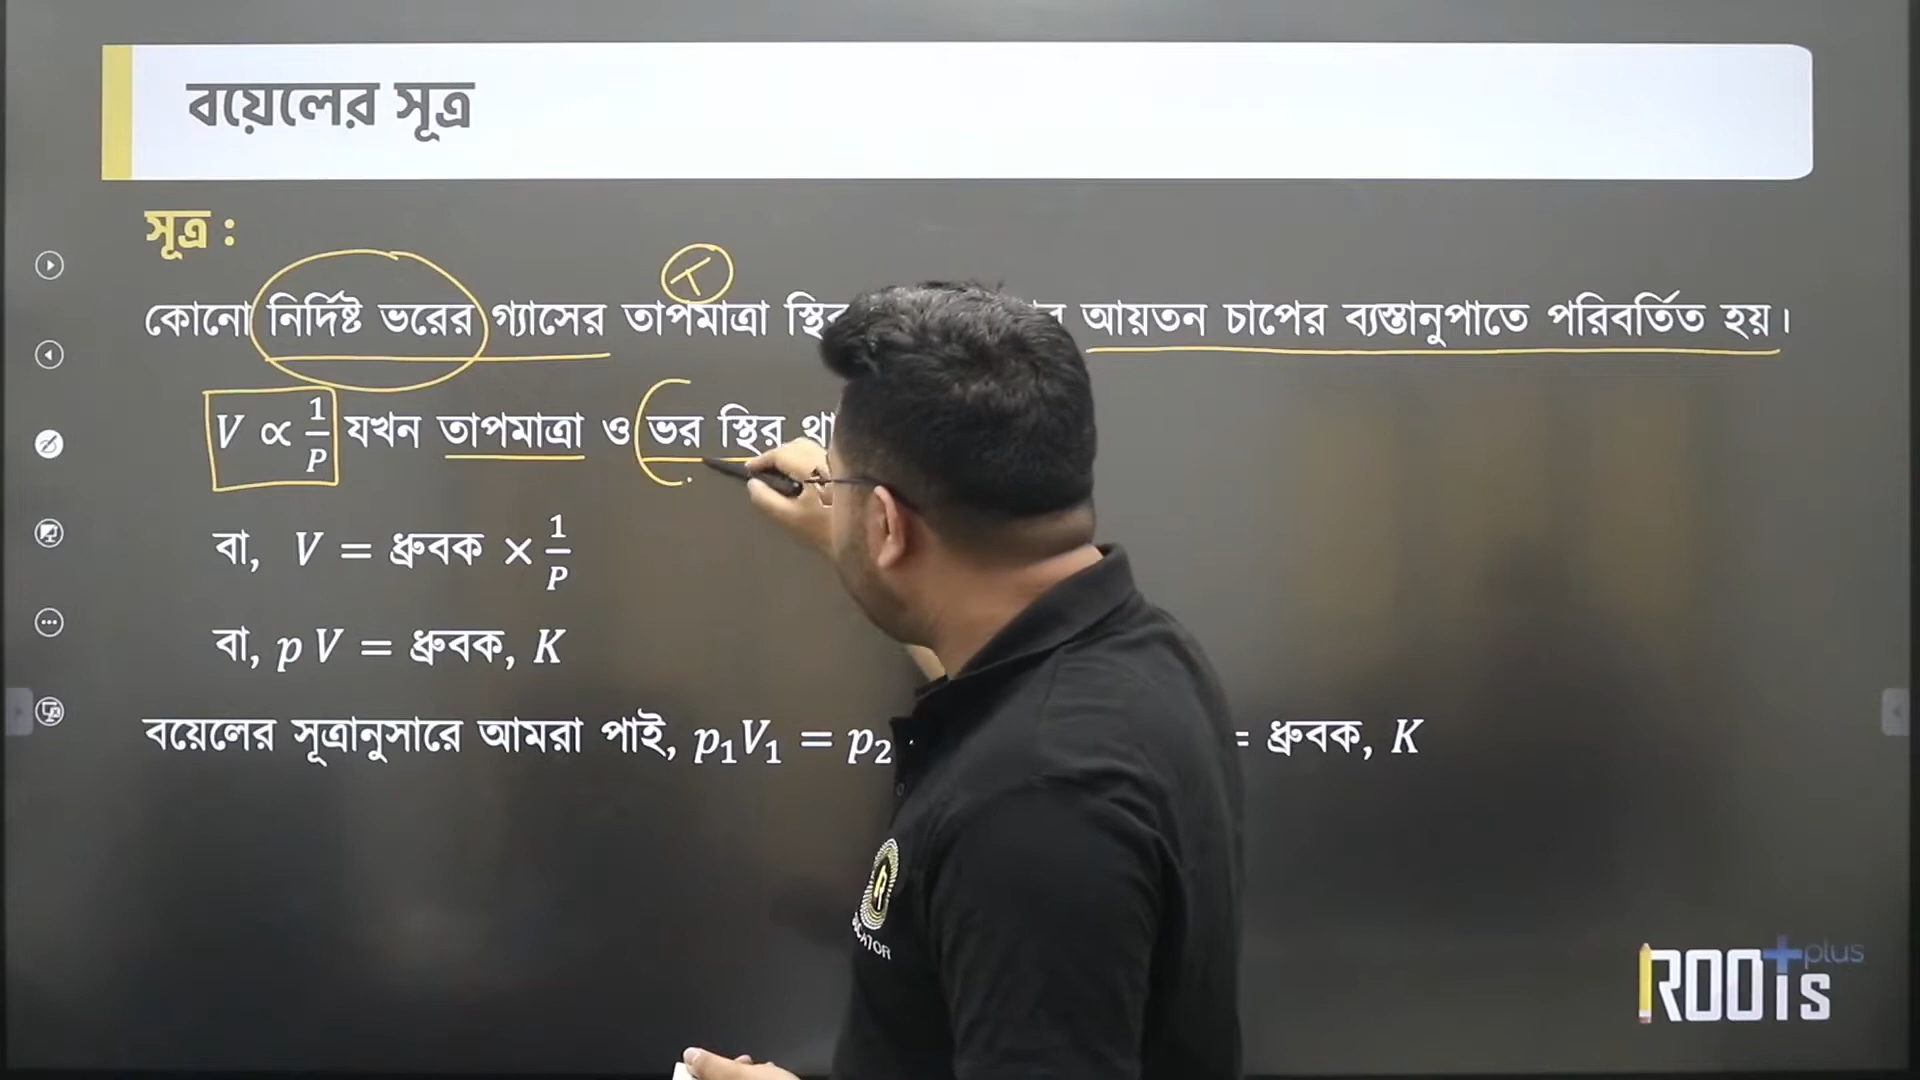 বয়েলের সূত্র
সূত্র :
T
কোনো নির্দিষ্ট ভরের গ্যাসের তাপমাত্রা আয়তন চাপের ব্যস্তানুপাতে পরিবর্তিত হয়।
V ∝ 1/P যখন তাপমাত্রা ও ভর স্থির
বা, V = ধ্রুবক × 1/P
বা, p V = ধ্রুবক, K
বয়েলের সূত্রানুসারে আমরা পাই, p₁V₁ = p₂ = ধ্রুবক, K
ROOTs plus